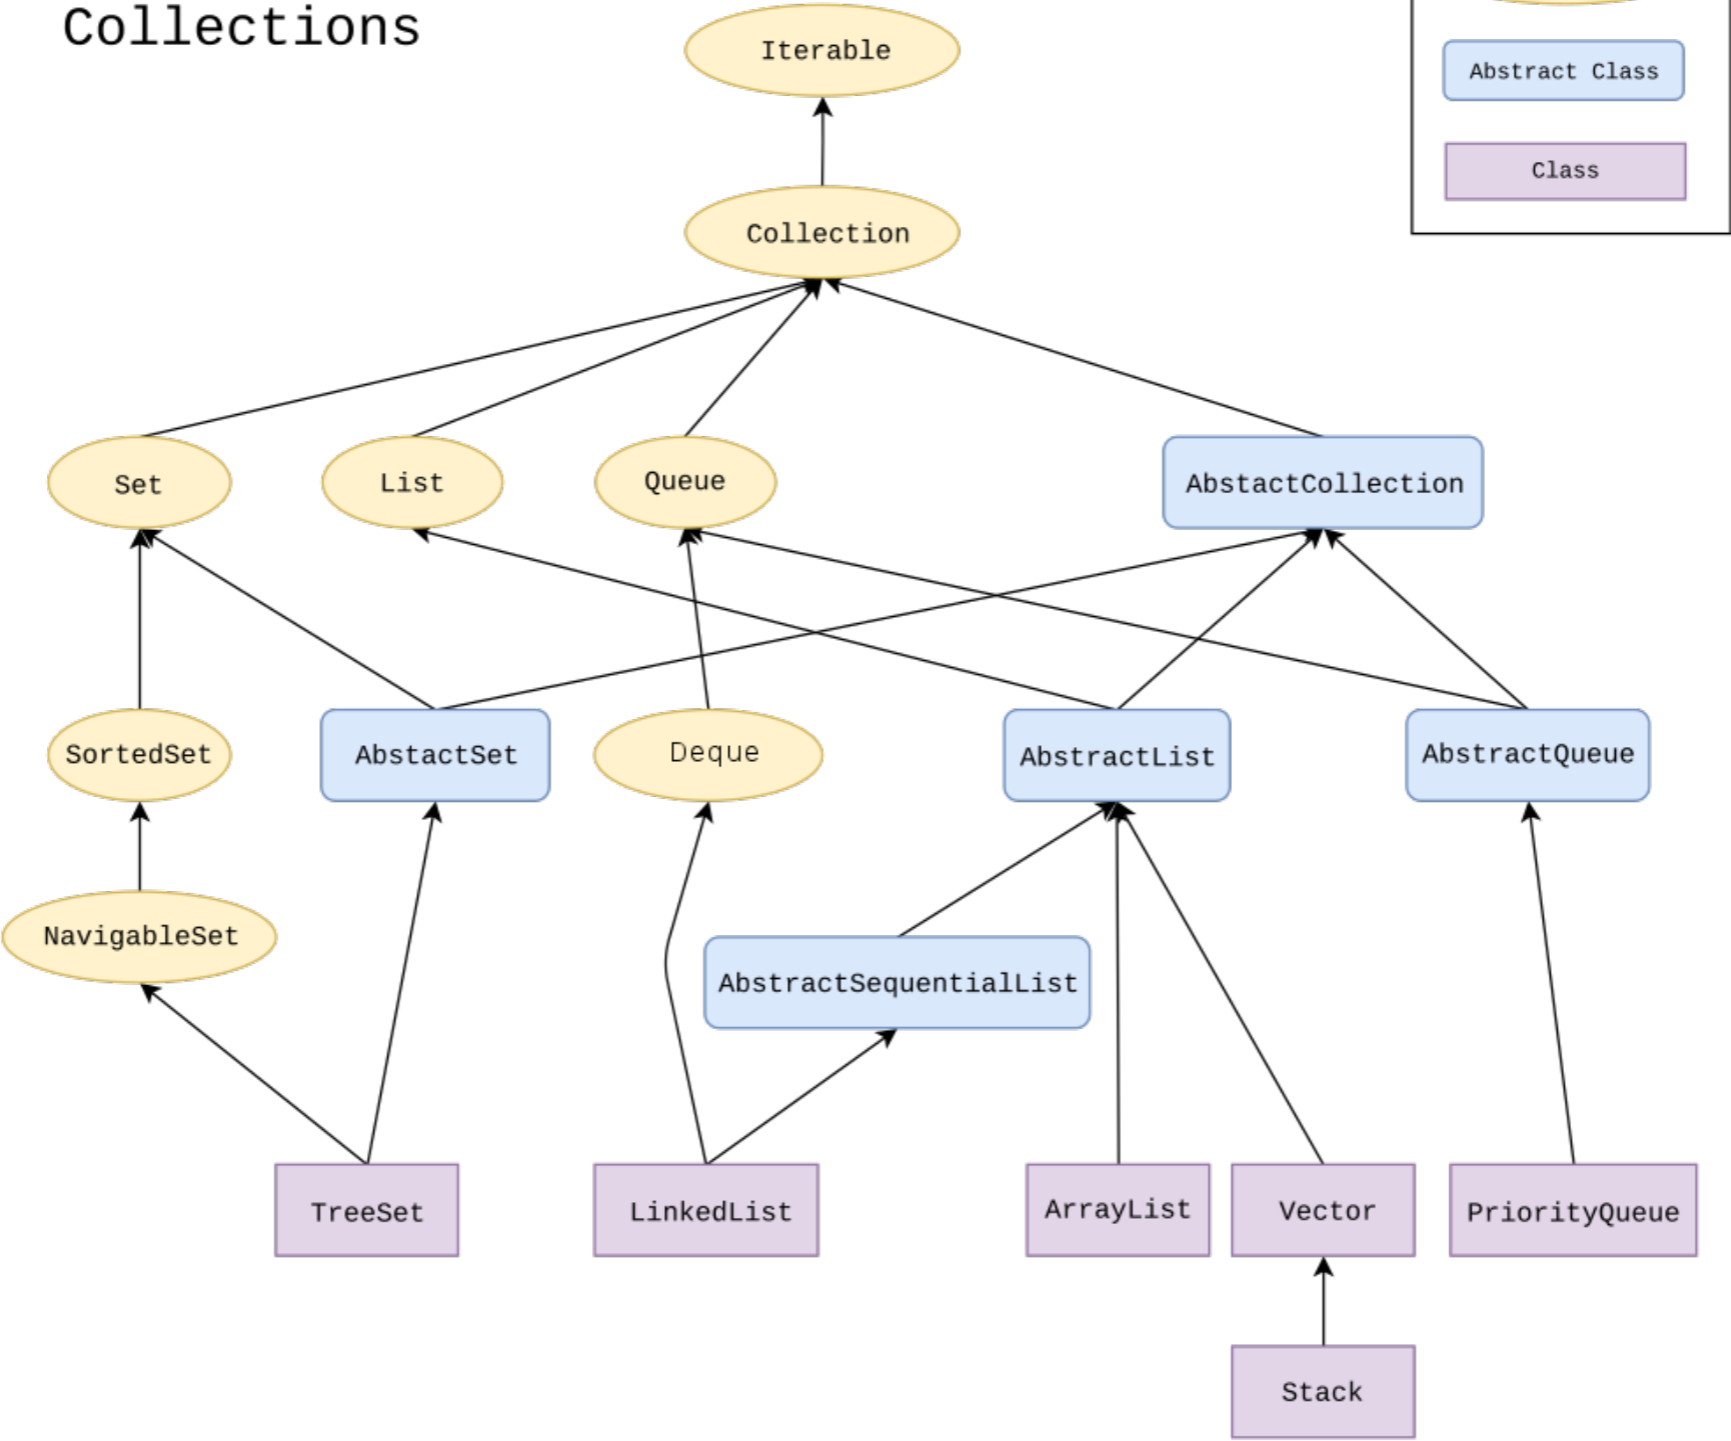 Collections
Iterable
Abstract Class
Class
Collection
Set
List
Queue
AbstactCollection
SortedSet
AbstactSet
Deque
AbstractList
AbstractQueue
NavigableSet
AbstractSequentialList
TreeSet
LinkedList
ArrayList
Vector
PriorityQueue
Stack